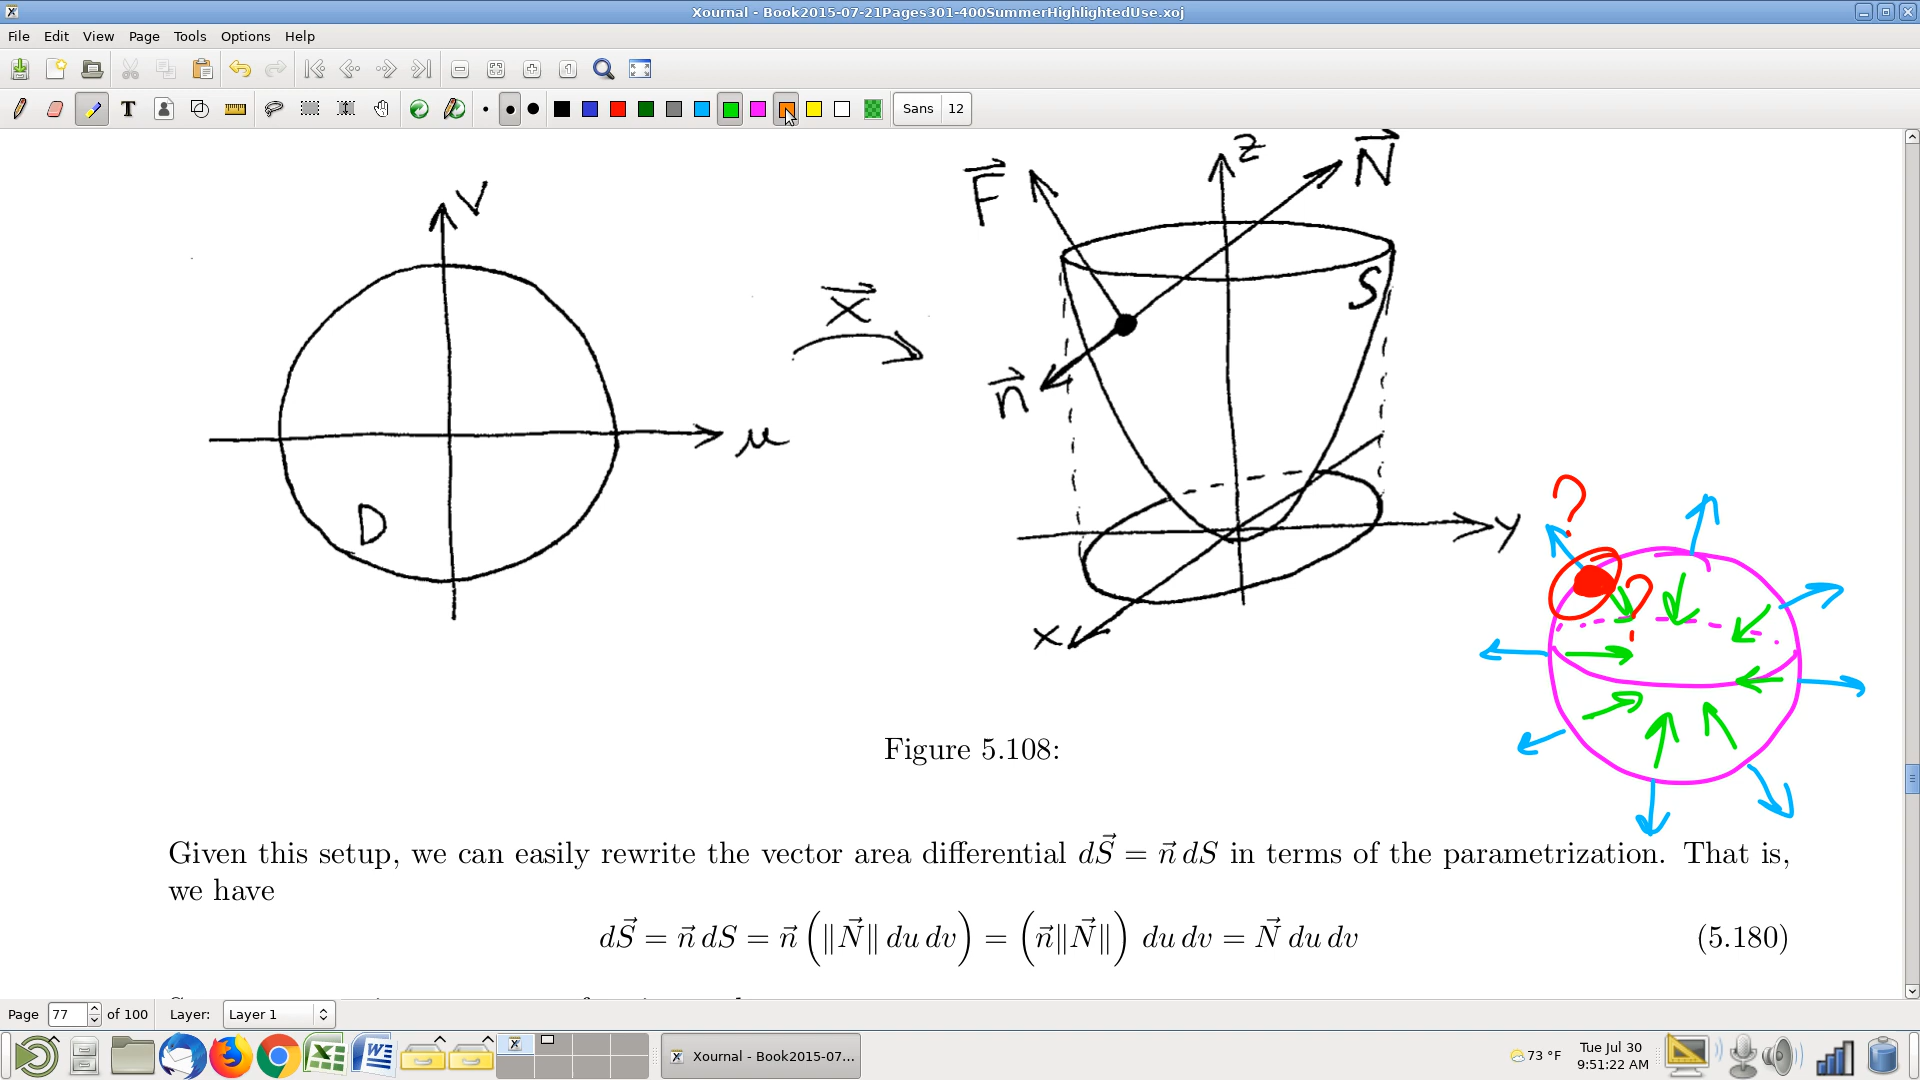 Xournal - Book2015-07-21Pages301-400SummerHighlightedUse.xoj
File Edit View Page Tools Options Help
Sans 12
V
μ
D
X⃗
F⃗
z
N⃗
S
n⃗
y
x
?
?
Figure 5.108:
Given this setup, we can easily rewrite the vector area differential dS⃗ = n⃗ dS in terms of the parametrization. That is,
we have
dS⃗ = n⃗ dS = n⃗ (‖N⃗‖ du dv) = (n⃗‖N⃗‖) du dv = N⃗ du dv (5.180)
Page 77 of 100 Layer: Layer 1
Xournal - Book2015-07...
73 °F
Tue Jul 30
9:51:22 AM